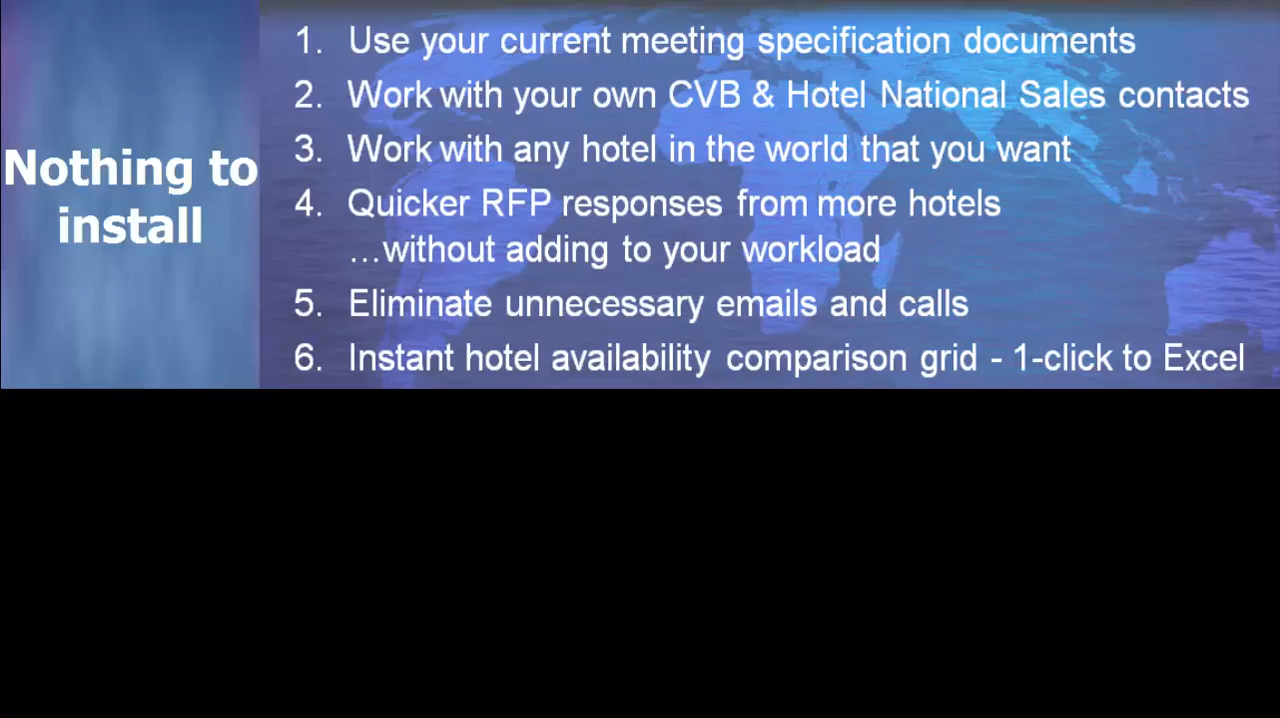 Nothing to
install
1. Use your current meeting specification documents
2. Work with your own CVB & Hotel National Sales contacts
3. Work with any hotel in the world that you want
4. Quicker RFP responses from more hotels
…without adding to your workload
5. Eliminate unnecessary emails and calls
6. Instant hotel availability comparison grid - 1-click to Excel